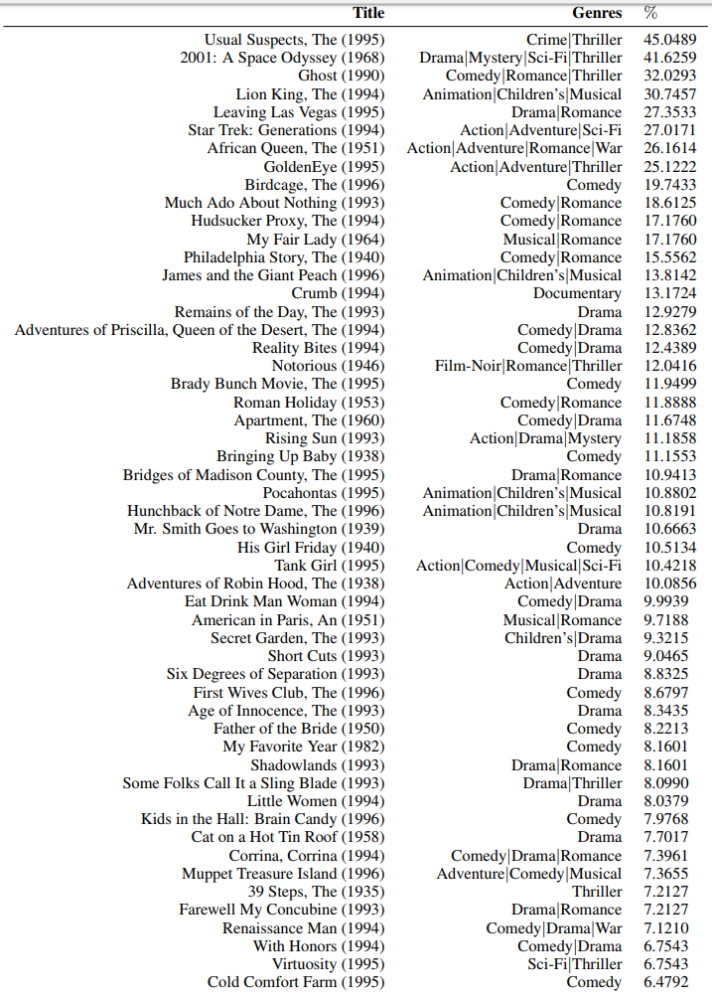 Title Genres %
Usual Suspects, The (1995) Crime|Thriller 45.0489
2001: A Space Odyssey (1968) Drama|Mystery|Sci-Fi|Thriller 41.6259
Ghost (1990) Comedy|Romance|Thriller 32.0293
Lion King, The (1994) Animation|Children's|Musical 30.7457
Leaving Las Vegas (1995) Drama|Romance 27.3533
Star Trek: Generations (1994) Action|Adventure|Sci-Fi 27.0171
African Queen, The (1951) Action|Adventure|Romance|War 26.1614
GoldenEye (1995) Action|Adventure|Thriller 25.1222
Birdcage, The (1996) Comedy 19.7433
Much Ado About Nothing (1993) Comedy|Romance 18.6125
Hudsucker Proxy, The (1994) Comedy|Romance 17.1760
My Fair Lady (1964) Musical|Romance 17.1760
Philadelphia Story, The (1940) Comedy|Romance 15.5562
James and the Giant Peach (1996) Animation|Children's|Musical 13.8142
Crumb (1994) Documentary 13.1724
Remains of the Day, The (1993) Drama 12.9279
Adventures of Priscilla, Queen of the Desert, The (1994) Comedy|Drama 12.8362
Reality Bites (1994) Comedy|Drama 12.4389
Notorious (1946) Film-Noir|Romance|Thriller 12.0416
Brady Bunch Movie, The (1995) Comedy 11.9499
Roman Holiday (1953) Comedy|Romance 11.8888
Apartment, The (1960) Comedy|Drama 11.6748
Rising Sun (1993) Action|Drama|Mystery 11.1858
Bringing Up Baby (1938) Comedy 11.1553
Bridges of Madison County, The (1995) Drama|Romance 10.9413
Pocahontas (1995) Animation|Children's|Musical 10.8802
Hunchback of Notre Dame, The (1996) Animation|Children's|Musical 10.8191
Mr. Smith Goes to Washington (1939) Drama 10.6663
His Girl Friday (1940) Comedy 10.5134
Tank Girl (1995) Action|Comedy|Musical|Sci-Fi 10.4218
Adventures of Robin Hood, The (1938) Action|Adventure 10.0856
Eat Drink Man Woman (1994) Comedy|Drama 9.9939
American in Paris, An (1951) Musical|Romance 9.7188
Secret Garden, The (1993) Children's|Drama 9.3215
Short Cuts (1993) Drama 9.0465
Six Degrees of Separation (1993) Drama 8.8325
First Wives Club, The (1996) Comedy 8.6797
Age of Innocence, The (1993) Drama 8.3435
Father of the Bride (1950) Comedy 8.2213
My Favorite Year (1982) Comedy 8.1601
Shadowlands (1993) Drama|Romance 8.1601
Some Folks Call It a Sling Blade (1993) Drama|Thriller 8.0990
Little Women (1994) Drama 8.0379
Kids in the Hall: Brain Candy (1996) Comedy 7.9768
Cat on a Hot Tin Roof (1958) Drama 7.7017
Corrina, Corrina (1994) Comedy|Drama|Romance 7.3961
Muppet Treasure Island (1996) Adventure|Comedy|Musical 7.3655
39 Steps, The (1935) Thriller 7.2127
Farewell My Concubine (1993) Drama|Romance 7.2127
Renaissance Man (1994) Comedy|Drama|War 7.1210
With Honors (1994) Comedy|Drama 6.7543
Virtuosity (1995) Sci-Fi|Thriller 6.7543
Cold Comfort Farm (1995) Comedy 6.4792